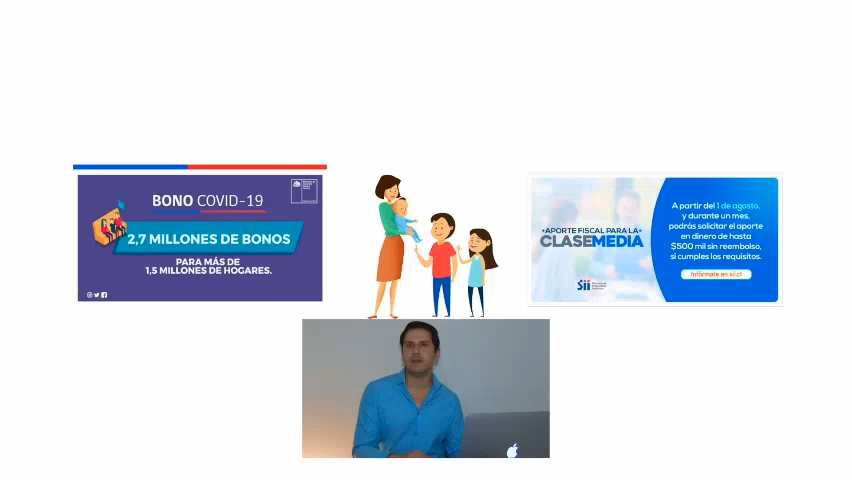 BONO COVID-19
2,7 MILLONES DE BONOS
PARA MÁS DE
1,5 MILLONES DE HOGARES.
•APORTE FISCAL PARA LA•
CLASEMEDIA
Sii
A partir del 1 de agosto,
y durante un mes,
podrás solicitar el aporte
en dinero de hasta
$500 mil sin reembolso,
si cumples los requisitos.
Infórmate en sii.cl